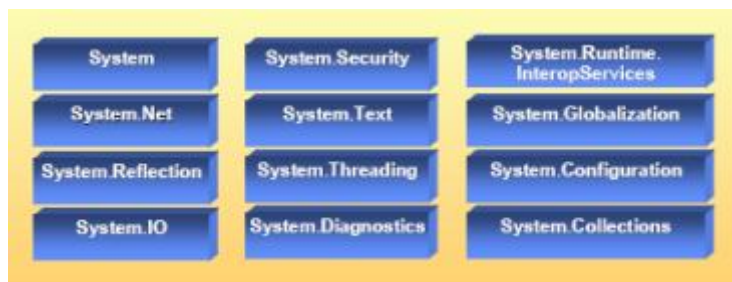 System
System.Security
System.Runtime.
InteropServices
System.Net
System.Text
System.Globalization
System.Reflection
System.Threading
System.Configuration
System.IO
System.Diagnostics
System.Collections